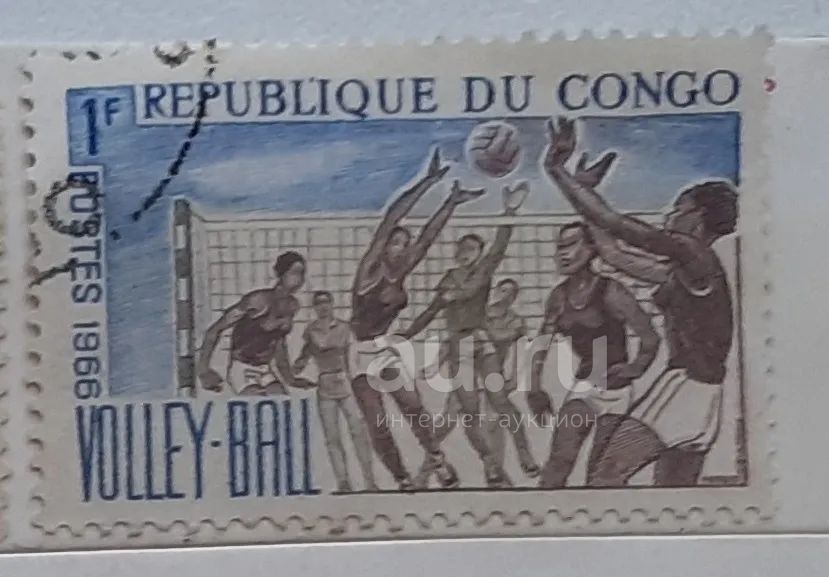 1F REPUBLIQUE DU CONGO
POSTES 1966
VOLLEY-BALL
au.ru
интернет-аукцион